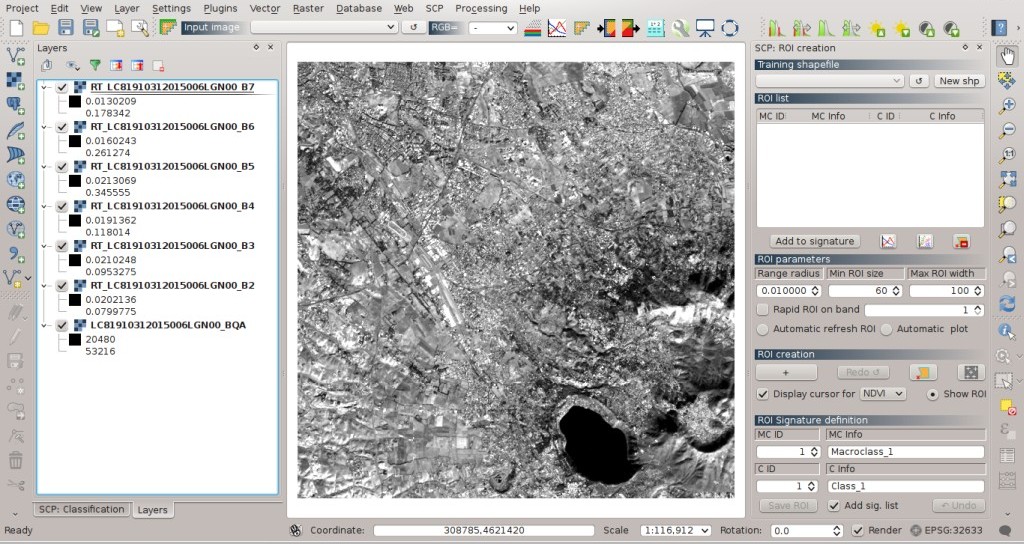 Project Edit View Layer Settings Plugins Vector Raster Database Web SCP Processing Help
Input image
RGB=
-
Layers
RT_LC81910312015006LGN00_B7
0.0130209
0.178342
RT_LC81910312015006LGN00_B6
0.0160243
0.261274
RT_LC81910312015006LGN00_B5
0.0213069
0.345555
RT_LC81910312015006LGN00_B4
0.0191362
0.118014
RT_LC81910312015006LGN00_B3
0.0210248
0.0953275
RT_LC81910312015006LGN00_B2
0.0202136
0.0799775
LC81910312015006LGN00_BQA
20480
53216
SCP: Classification Layers
SCP: ROI creation
Training shapefile
New shp
ROI list
MC ID MC Info C ID C Info
Add to signature
ROI parameters
Range radius Min ROI size Max ROI width
0.010000 60 100
Rapid ROI on band 1
Automatic refresh ROI Automatic plot
ROI creation
+ Redo
Display cursor for NDVI Show ROI
ROI Signature definition
MC ID MC Info
1 Macroclass_1
C ID C Info
1 Class_1
Save ROI Add sig. list Undo
Ready Coordinate: 308785,4621420 Scale 1:116,912 Rotation: 0.0 Render EPSG:32633